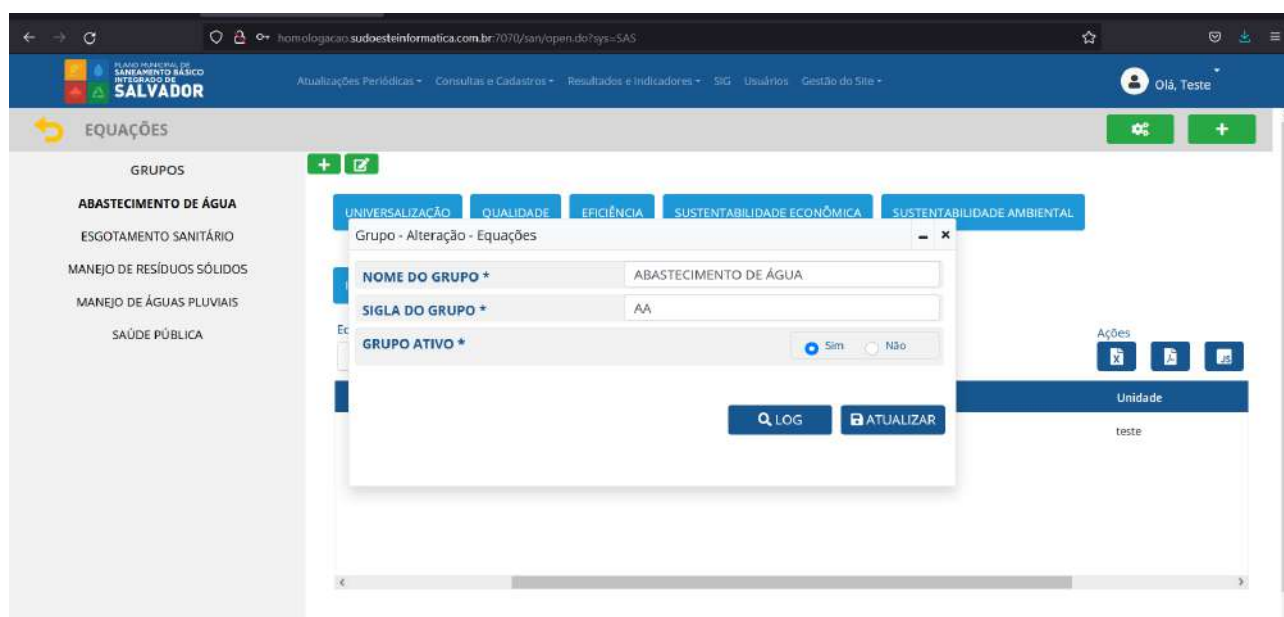 homologacao.sudoesteinformatica.com.br:7070/san/open.do?sys=SAS
PLANO MUNICIPAL DE
SANEAMENTO BÁSICO
INTEGRADO DE
SALVADOR
Atualizações Periódicas Consultas e Cadastros Resultados e Indicadores SIG Usuários Gestão do Site
Olá, Teste
EQUAÇÕES
GRUPOS
ABASTECIMENTO DE ÁGUA
ESGOTAMENTO SANITÁRIO
MANEJO DE RESÍDUOS SÓLIDOS
MANEJO DE ÁGUAS PLUVIAIS
SAÚDE PÚBLICA
UNIVERSALIZAÇÃO QUALIDADE EFICIÊNCIA SUSTENTABILIDADE ECONÔMICA SUSTENTABILIDADE AMBIENTAL
Grupo - Alteração - Equações
NOME DO GRUPO * ABASTECIMENTO DE ÁGUA
SIGLA DO GRUPO * AA
GRUPO ATIVO * Sim Não
LOG ATUALIZAR
Ações
JS
Unidade
teste